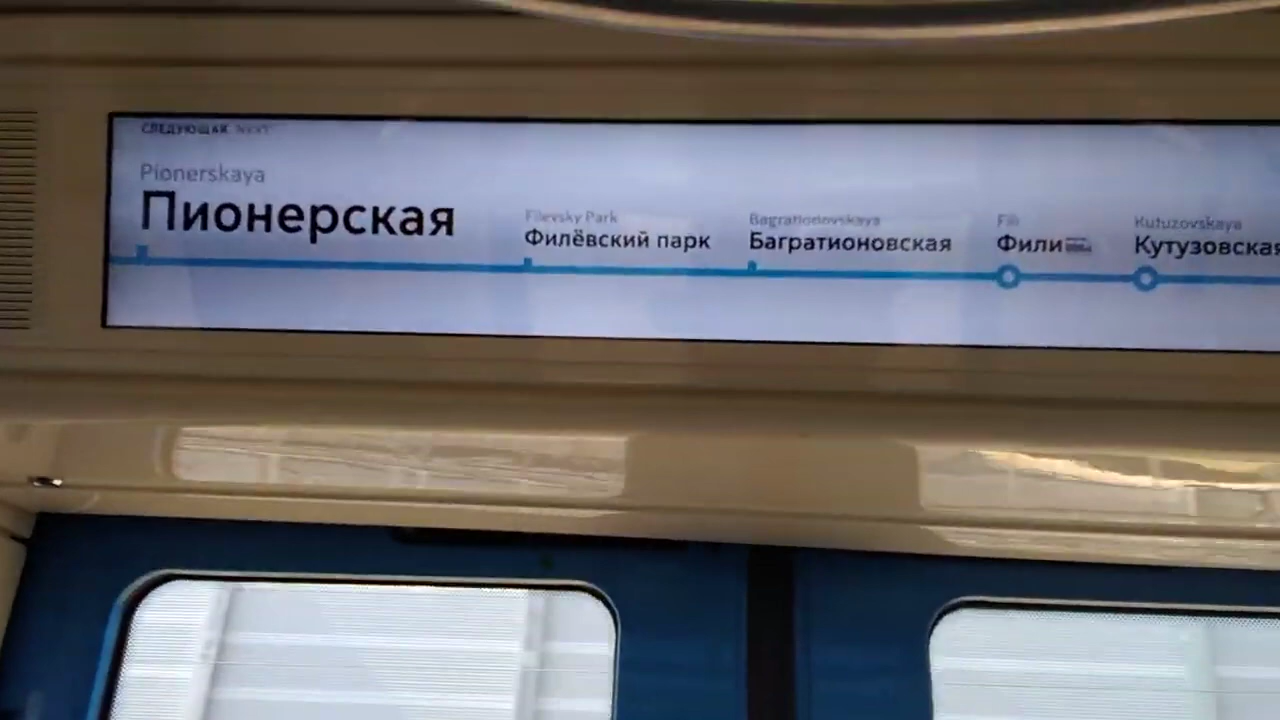 СЛЕДУЮЩАЯ NEXT
Pionerskaya
Пионерская
Filevsky Park
Филёвский парк
Bagrationovskaya
Багратионовская
Fili
Фили
Kutuzovskaya
Кутузовская